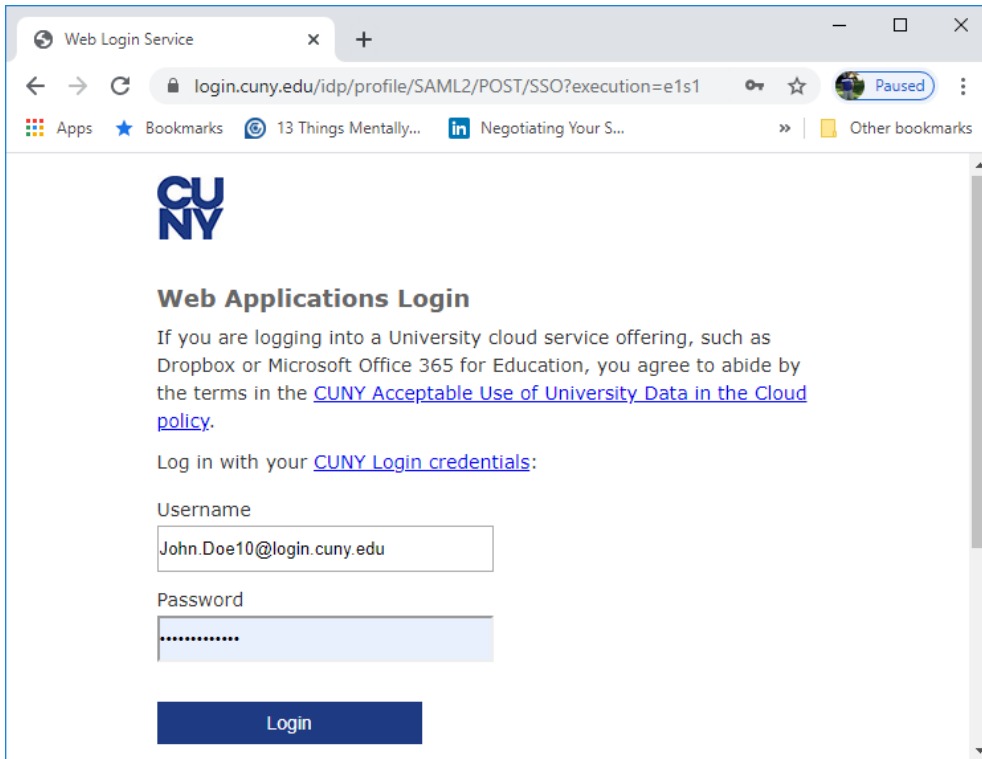 Web Login Service
login.cuny.edu/idp/profile/SAML2/POST/SSO?execution=e1s1
Paused
Apps
Bookmarks
13 Things Mentally...
in
Negotiating Your S...
»
Other bookmarks
CU
NY
Web Applications Login
If you are logging into a University cloud service offering, such as
Dropbox or Microsoft Office 365 for Education, you agree to abide by
the terms in the CUNY Acceptable Use of University Data in the Cloud
policy.
Log in with your CUNY Login credentials:
Username
John.Doe10@login.cuny.edu
Password
•••••••••••••
Login